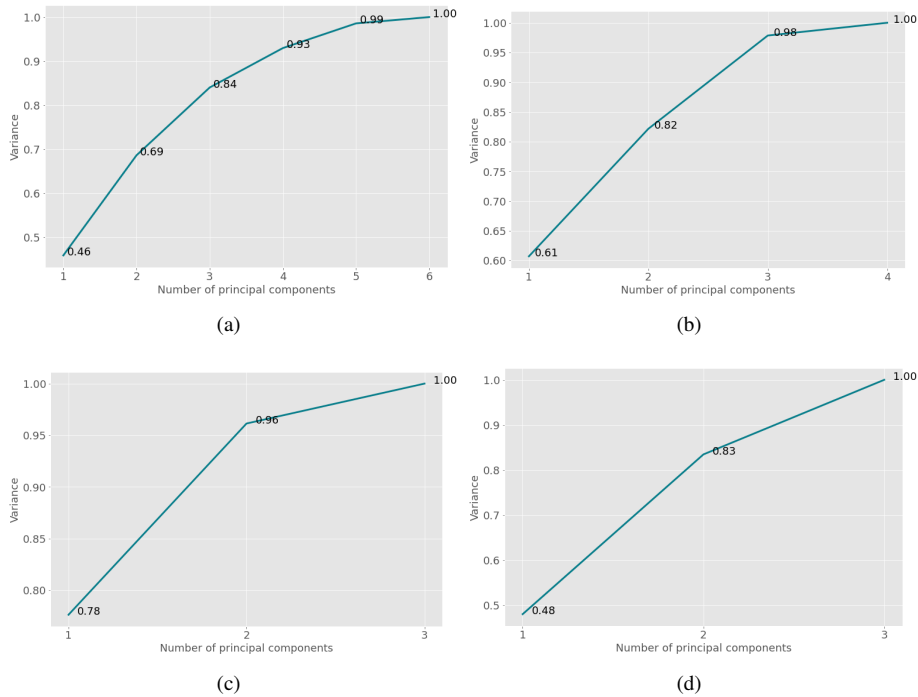 1.0
0.9
0.8
0.7
0.6
0.5
Variance
0.46
0.69
0.84
0.93
0.99
1.00
1 2 3 4 5 6
Number of principal components
(a)
1.00
0.95
0.90
0.85
0.80
0.75
0.70
0.65
0.60
Variance
0.61
0.82
0.98
1.00
1 2 3 4
Number of principal components
(b)
1.00
0.95
0.90
0.85
0.80
Variance
0.78
0.96
1.00
1 2 3
Number of principal components
(c)
1.0
0.9
0.8
0.7
0.6
0.5
Variance
0.48
0.83
1.00
1 2 3
Number of principal components
(d)